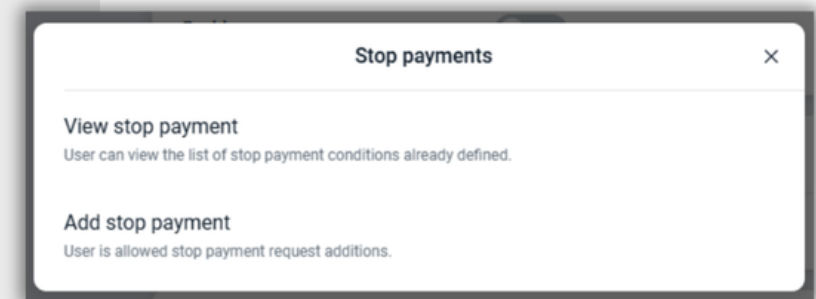 Stop payments
View stop payment
User can view the list of stop payment conditions already defined.
Add stop payment
User is allowed stop payment request additions.